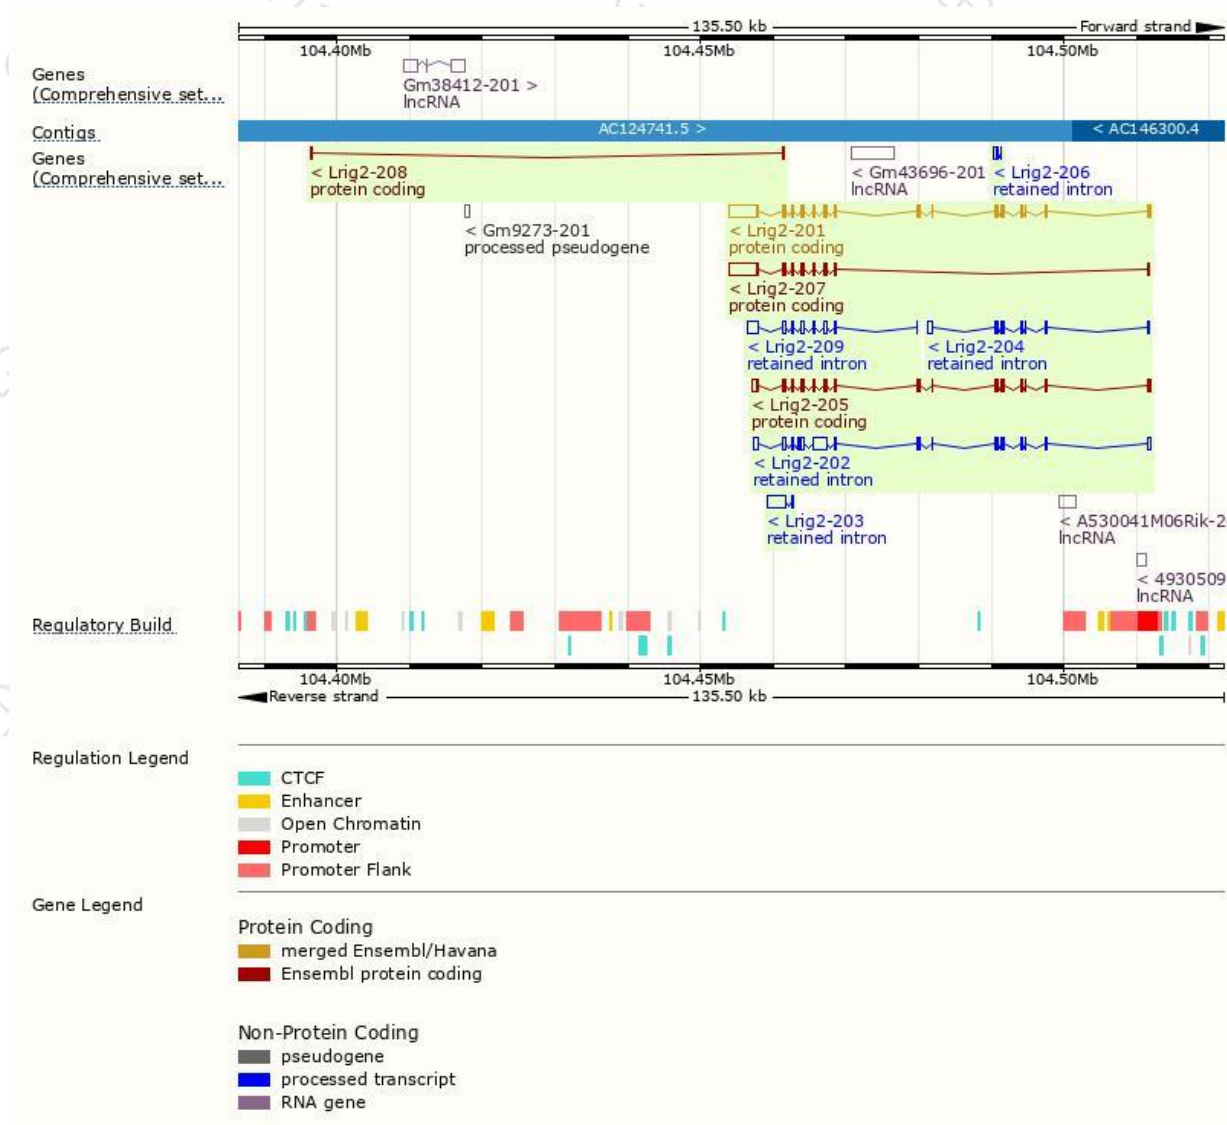 135.50 kb
Forward strand
104.40Mb
104.45Mb
104.50Mb
Genes
(Comprehensive set...
Gm38412-201 >
lncRNA
Contigs
AC124741.5 >
< AC146300.4
Genes
(Comprehensive set...
< Lrig2-208
protein coding
< Gm43696-201
lncRNA
< Lrig2-206
retained intron
< Gm9273-201
processed pseudogene
< Lrig2-201
protein coding
< Lrig2-207
protein coding
< Lrig2-209
retained intron
< Lrig2-204
retained intron
< Lrig2-205
protein coding
< Lrig2-202
retained intron
< Lrig2-203
retained intron
< A530041M06Rik-2
lncRNA
< 4930509
lncRNA
Regulatory Build
104.40Mb
104.45Mb
104.50Mb
Reverse strand
135.50 kb
Regulation Legend
CTCF
Enhancer
Open Chromatin
Promoter
Promoter Flank
Gene Legend
Protein Coding
merged Ensembl/Havana
Ensembl protein coding
Non-Protein Coding
pseudogene
processed transcript
RNA gene